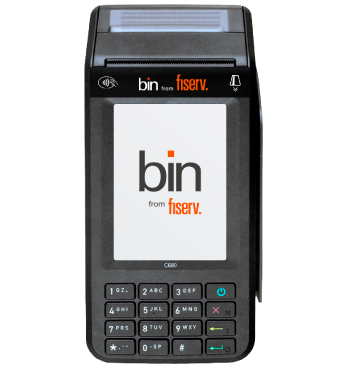 bin from fiserv.
bin
from fiserv.
C680
1 QZ. 2 ABC 3 DEF
4 GHI 5 JKL 6 MNO
7 PRS 8 TUV 9 WXY
*.,·· 0-SP #